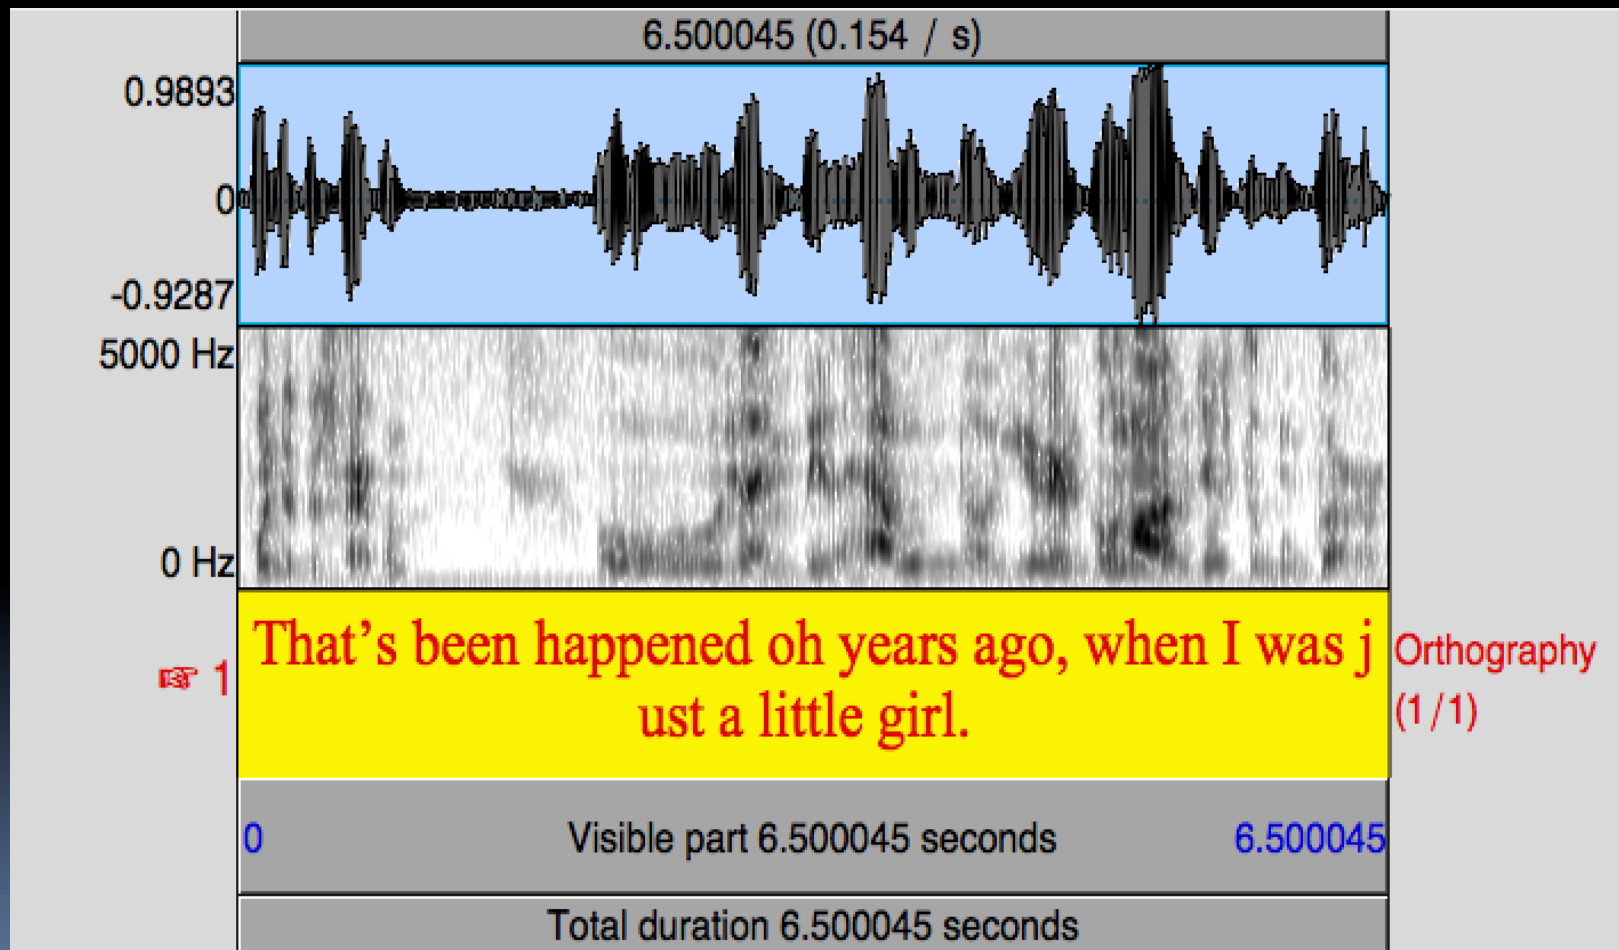 6.500045 (0.154 / s)
0.9893
0
-0.9287
5000 Hz
0 Hz
☞ 1
That’s been happened oh years ago, when I was j
ust a little girl.
Orthography
(1/1)
0
Visible part 6.500045 seconds
6.500045
Total duration 6.500045 seconds